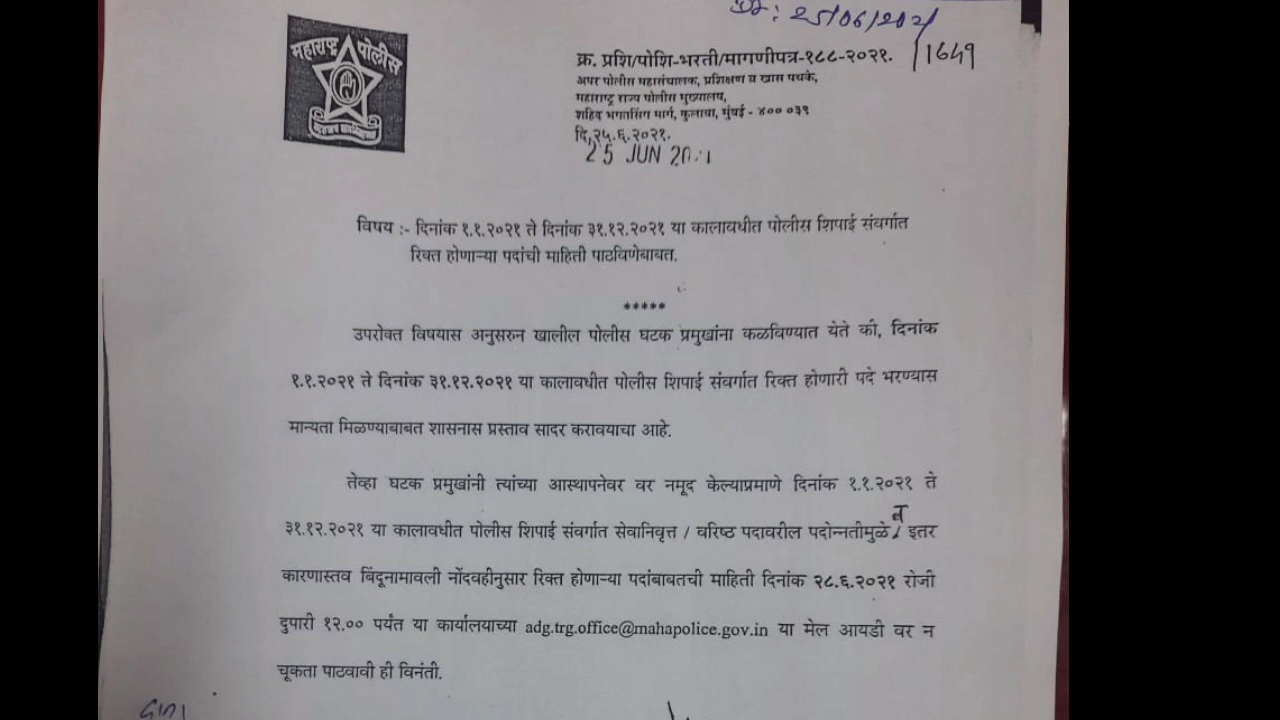 दि : २५/०६/२०२१
महाराष्ट्र पोलीस
क्र. प्रशि/पोशि-भरती/मागणीपत्र-१८८-२०२१. /1649
अपर पोलीस महासंचालक, प्रशिक्षण व खास पथके,
महाराष्ट्र राज्य पोलीस मुख्यालय,
शहिद भगतसिंग मार्ग, कुलाबा, मुंबई - ४०० ०३९
दि.२५.६.२०२१.
25 JUN
विषय :- दिनांक १.१.२०२१ ते दिनांक ३१.१२.२०२१ या कालावधीत पोलीस शिपाई संवर्गात
रिक्त होणाऱ्या पदांची माहिती पाठविणेबाबत.
*****
उपरोक्त विषयास अनुसरुन खालील पोलीस घटक प्रमुखांना कळविण्यात येते की, दिनांक
१.१.२०२१ ते दिनांक ३१.१२.२०२१ या कालावधीत पोलीस शिपाई संवर्गात रिक्त होणारी पदे भरण्यास
मान्यता मिळण्याबाबत शासनास प्रस्ताव सादर करावयाचा आहे.
तेव्हा घटक प्रमुखांनी त्यांच्या आस्थापनेवर वर नमूद केल्याप्रमाणे दिनांक १.१.२०२१ ते
३१.१२.२०२१ या कालावधीत पोलीस शिपाई संवर्गात सेवानिवृत्त / वरिष्ठ पदावरील पदोन्नतीमुळे व इतर
कारणास्तव बिंदूनामावली नोंदवहीनुसार रिक्त होणाऱ्या पदांबाबतची माहिती दिनांक २८.६.२०२१ रोजी
दुपारी १२.०० पर्यंत या कार्यालयाच्या adg.trg.office@mahapolice.gov.in या मेल आयडी वर न
चूकता पाठवावी ही विनंती.